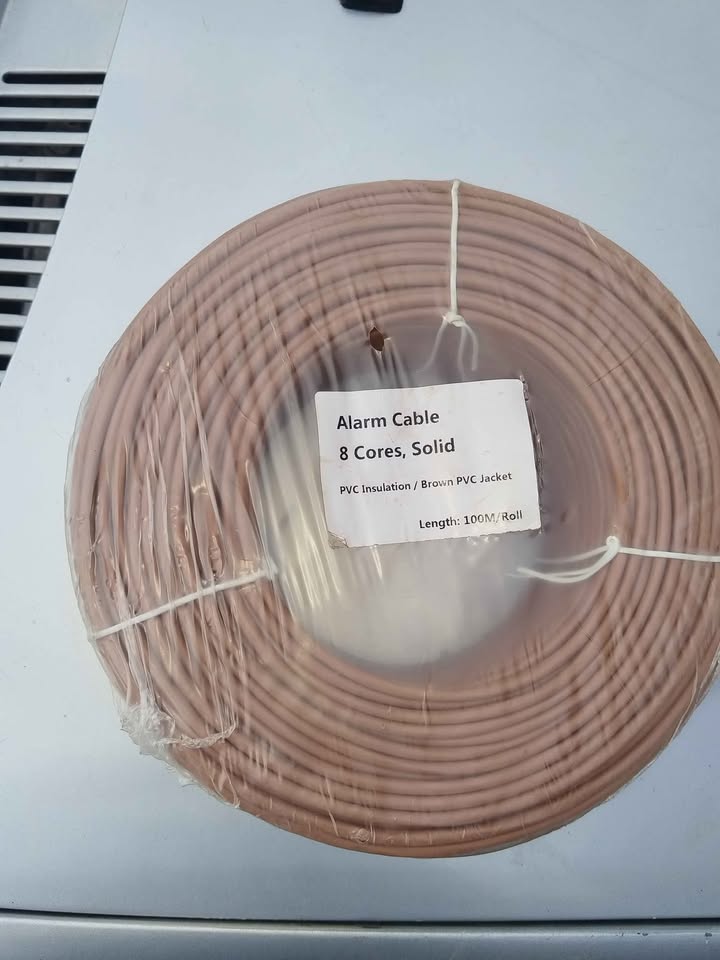 Alarm Cable
8 Cores, Solid
PVC Insulation / Brown PVC Jacket
Length: 100M/Roll